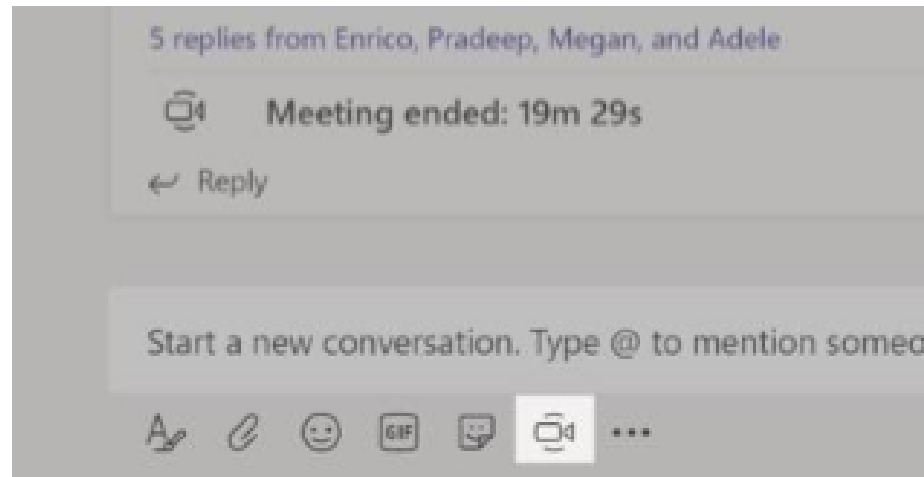 5 replies from Enrico, Pradeep, Megan, and Adele
Meeting ended: 19m 29s
Reply
Start a new conversation. Type @ to mention someo
GIF